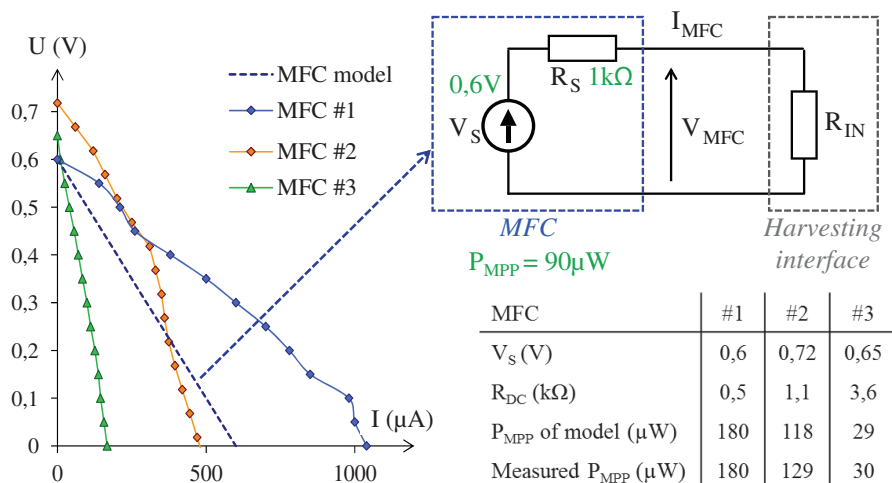 U (V)
0,7
0,6
0,5
0,4
0,3
0,2
0,1
0
0
500
1000
I (µA)
MFC model
MFC #1
MFC #2
MFC #3
I_MFC
0,6V
R_S 1kΩ
V_S
V_MFC
R_IN
MFC
P_MPP = 90µW
Harvesting
interface
MFC #1 #2 #3
V_S (V) 0,6 0,72 0,65
R_DC (kΩ) 0,5 1,1 3,6
P_MPP of model (µW) 180 118 29
Measured P_MPP (µW) 180 129 30